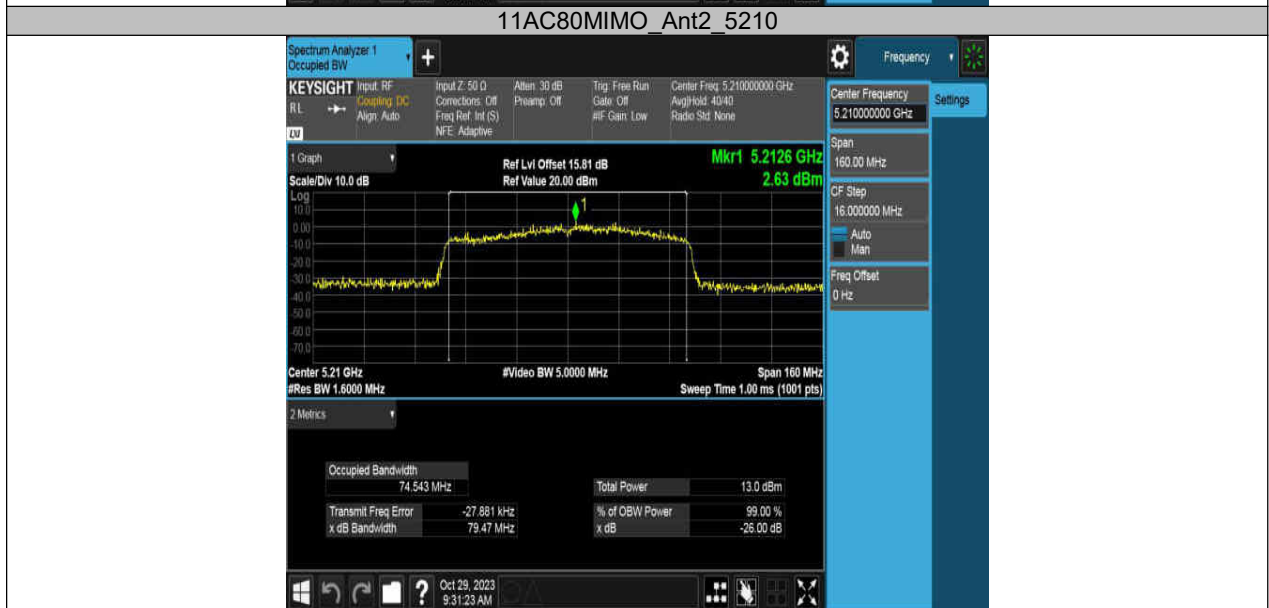 11AC80MIMO_Ant2_5210
Spectrum Analyzer 1
Occupied BW
+
Frequency
KEYSIGHT
RL
Input: RF
Coupling: DC
Align: Auto
Input Z: 50 Ω
Corrections: Off
Freq Ref: Int (S)
NFE: Adaptive
Atten: 30 dB
Preamp: Off
Trig: Free Run
Gate: Off
#IF Gain: Low
Center Freq: 5.210000000 GHz
Avg|Hold: 40/40
Radio Std: None
Center Frequency
5.210000000 GHz
Settings
Span
160.00 MHz
CF Step
16.000000 MHz
Auto
Man
Freq Offset
0 Hz
1 Graph
Scale/Div 10.0 dB
Ref Lvl Offset 15.81 dB
Ref Value 20.00 dBm
Mkr1 5.2126 GHz
2.63 dBm
Log
10.0
0.00
-10.0
-20.0
-30.0
-40.0
-50.0
-60.0
-70.0
1
Center 5.21 GHz
#Video BW 5.0000 MHz
Span 160 MHz
#Res BW 1.6000 MHz
Sweep Time 1.00 ms (1001 pts)
2 Metrics
Occupied Bandwidth
74.543 MHz
Total Power 13.0 dBm
Transmit Freq Error -27.881 kHz
% of OBW Power 99.00 %
x dB Bandwidth 79.47 MHz
x dB -26.00 dB
?
Oct 29, 2023
9:31:23 AM